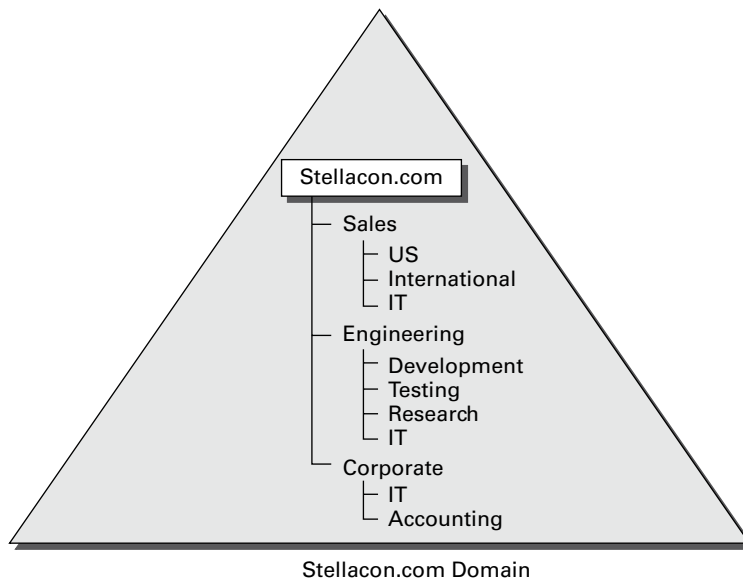 Stellacon.com
Sales
US
International
IT
Engineering
Development
Testing
Research
IT
Corporate
IT
Accounting
Stellacon.com Domain